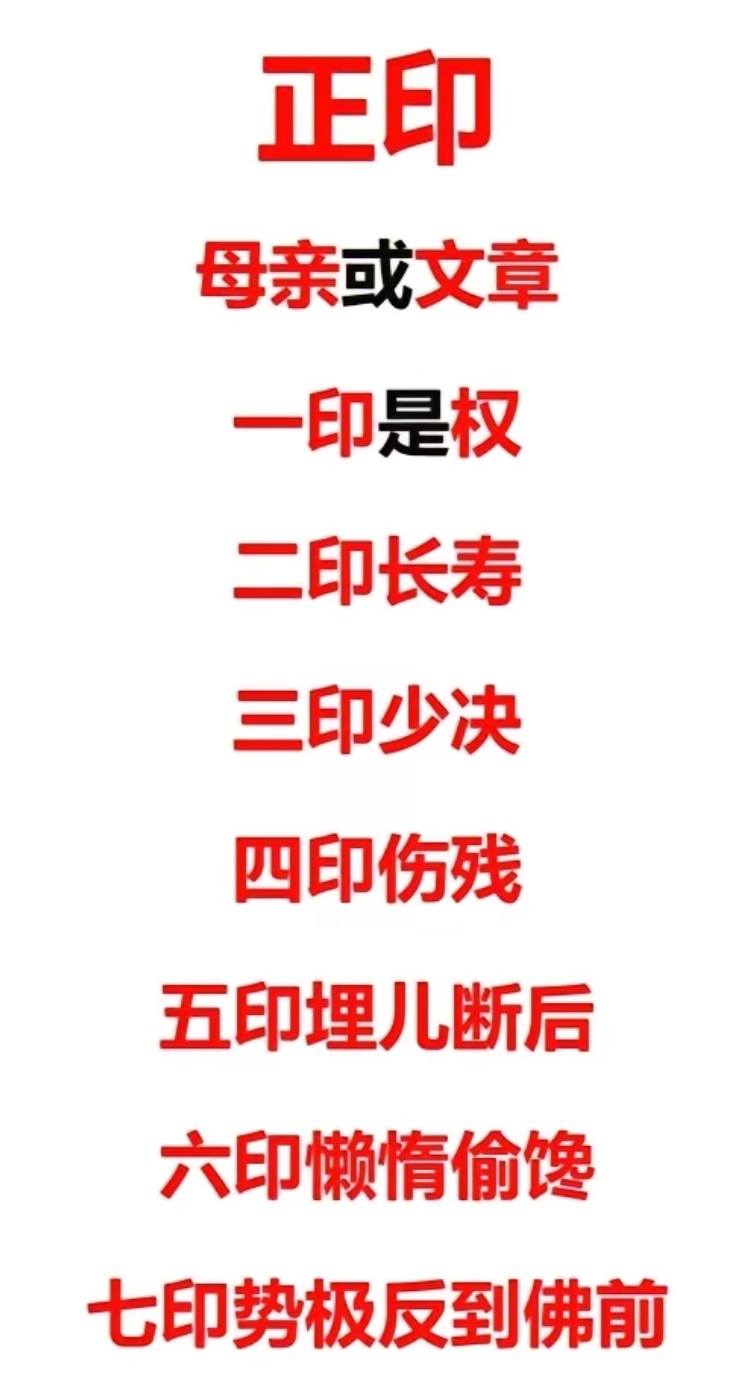 正印
母亲或文章
一印是权
二印长寿
三印少决
四印伤残
五印埋儿断后
六印懒惰偷馋
七印势极反到佛前